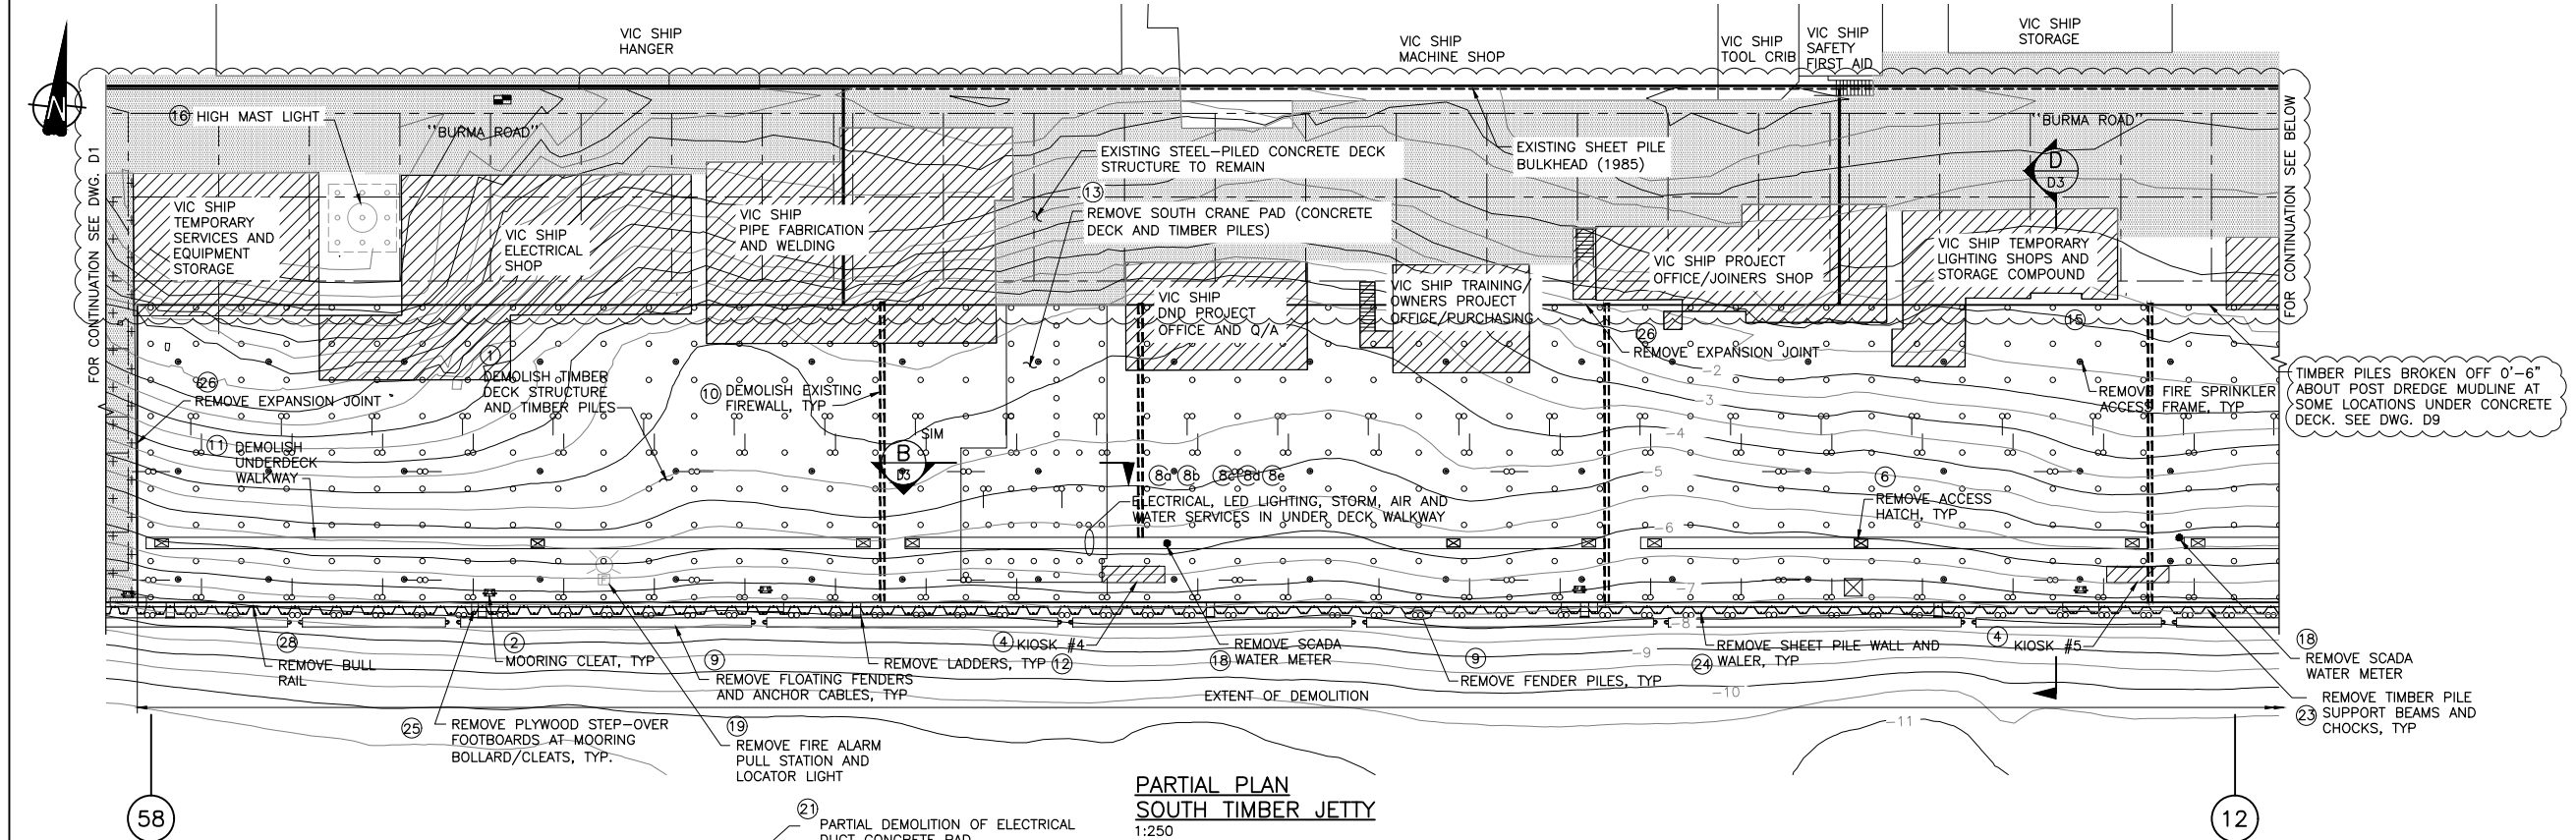 VIC SHIP
HANGER
VIC SHIP
MACHINE SHOP
VIC SHIP
TOOL CRIB
VIC SHIP
SAFETY
FIRST AID
VIC SHIP
STORAGE
N
FOR CONTINUATION SEE DWG. D1
16 HIGH MAST LIGHT
"BURMA ROAD"
EXISTING STEEL-PILED CONCRETE DECK
STRUCTURE TO REMAIN
EXISTING SHEET PILE
BULKHEAD (1985)
"BURMA ROAD"
D
D3
FOR CONTINUATION SEE BELOW
13
REMOVE SOUTH CRANE PAD (CONCRETE
DECK AND TIMBER PILES)
VIC SHIP
TEMPORARY
SERVICES AND
EQUIPMENT
STORAGE
VIC SHIP
ELECTRICAL
SHOP
VIC SHIP
PIPE FABRICATION
AND WELDING
VIC SHIP
DND PROJECT
OFFICE AND Q/A
VIC SHIP TRAINING/
OWNERS PROJECT
OFFICE/PURCHASING
VIC SHIP PROJECT
OFFICE/JOINERS SHOP
VIC SHIP TEMPORARY
LIGHTING SHOPS AND
STORAGE COMPOUND
26
REMOVE EXPANSION JOINT
15
REMOVE FIRE SPRINKLER
ACCESS FRAME, TYP
TIMBER PILES BROKEN OFF 0'-6"
ABOUT POST DREDGE MUDLINE AT
SOME LOCATIONS UNDER CONCRETE
DECK. SEE DWG. D9
1
DEMOLISH TIMBER
DECK STRUCTURE
AND TIMBER PILES
26
REMOVE EXPANSION JOINT
10 DEMOLISH EXISTING
FIREWALL, TYP
11 DEMOLISH
UNDERDECK
WALKWAY
SIM
B
D3
8a 8b 8c 8d 8e
ELECTRICAL, LED LIGHTING, STORM, AIR AND
WATER SERVICES IN UNDER DECK WALKWAY
6
REMOVE ACCESS
HATCH, TYP
-2
-3
-4
-5
-6
-7
-8
-9
-10
-11
F
28
REMOVE BULL
RAIL
2
MOORING CLEAT, TYP
9
REMOVE FLOATING FENDERS
AND ANCHOR CABLES, TYP
REMOVE LADDERS, TYP 12
4 KIOSK #4
REMOVE SCADA
18 WATER METER
9
REMOVE FENDER PILES, TYP
REMOVE SHEET PILE WALL AND
24 WALER, TYP
4 KIOSK #5
18
REMOVE SCADA
WATER METER
REMOVE TIMBER PILE
23 SUPPORT BEAMS AND
CHOCKS, TYP
EXTENT OF DEMOLITION
25 REMOVE PLYWOOD STEP-OVER
FOOTBOARDS AT MOORING
BOLLARD/CLEATS, TYP.
19
REMOVE FIRE ALARM
PULL STATION AND
LOCATOR LIGHT
58
12
PARTIAL PLAN
SOUTH TIMBER JETTY
1:250
21
PARTIAL DEMOLITION OF ELECTRICAL
DUCT CONCRETE PAD